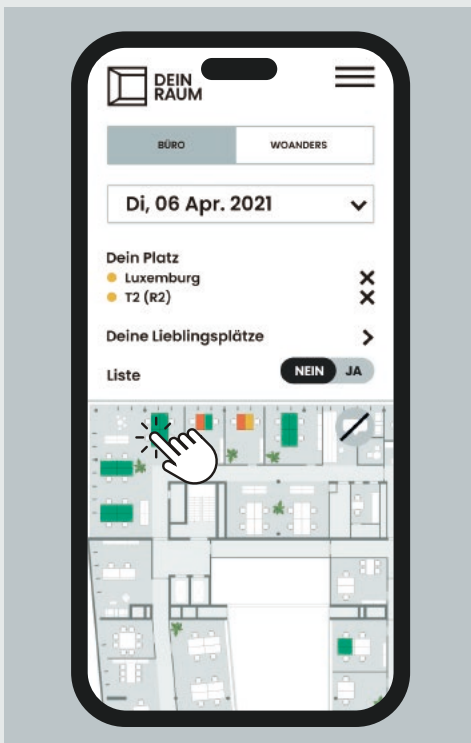 DEIN
RAUM
BÜRO WOANDERS
Di, 06 Apr. 2021
Dein Platz
Luxemburg
T2 (R2)
Deine Lieblingsplätze
Liste NEIN JA